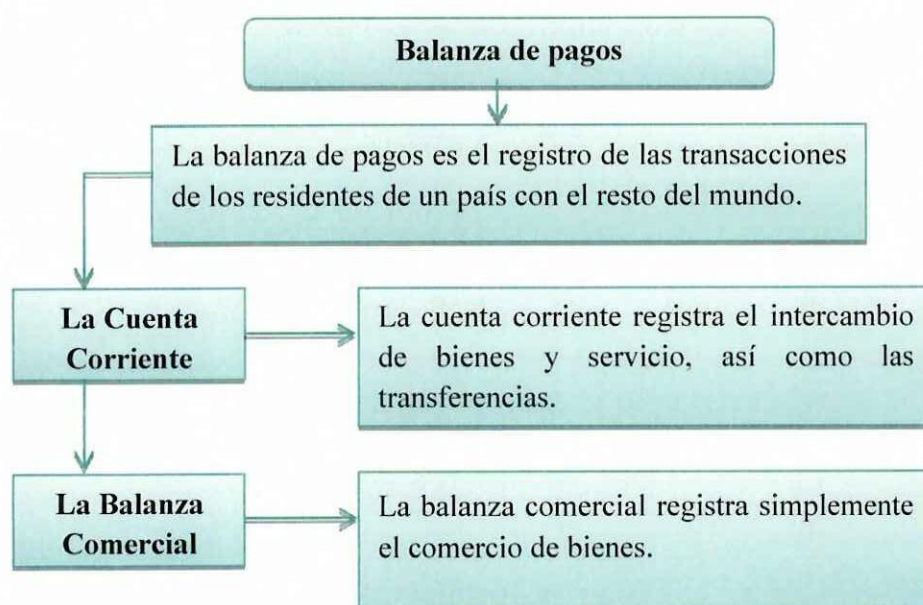 Balanza de pagos
La balanza de pagos es el registro de las transacciones
de los residentes de un país con el resto del mundo.
La Cuenta
Corriente
La cuenta corriente registra el intercambio
de bienes y servicio, así como las
transferencias.
La Balanza
Comercial
La balanza comercial registra simplemente
el comercio de bienes.